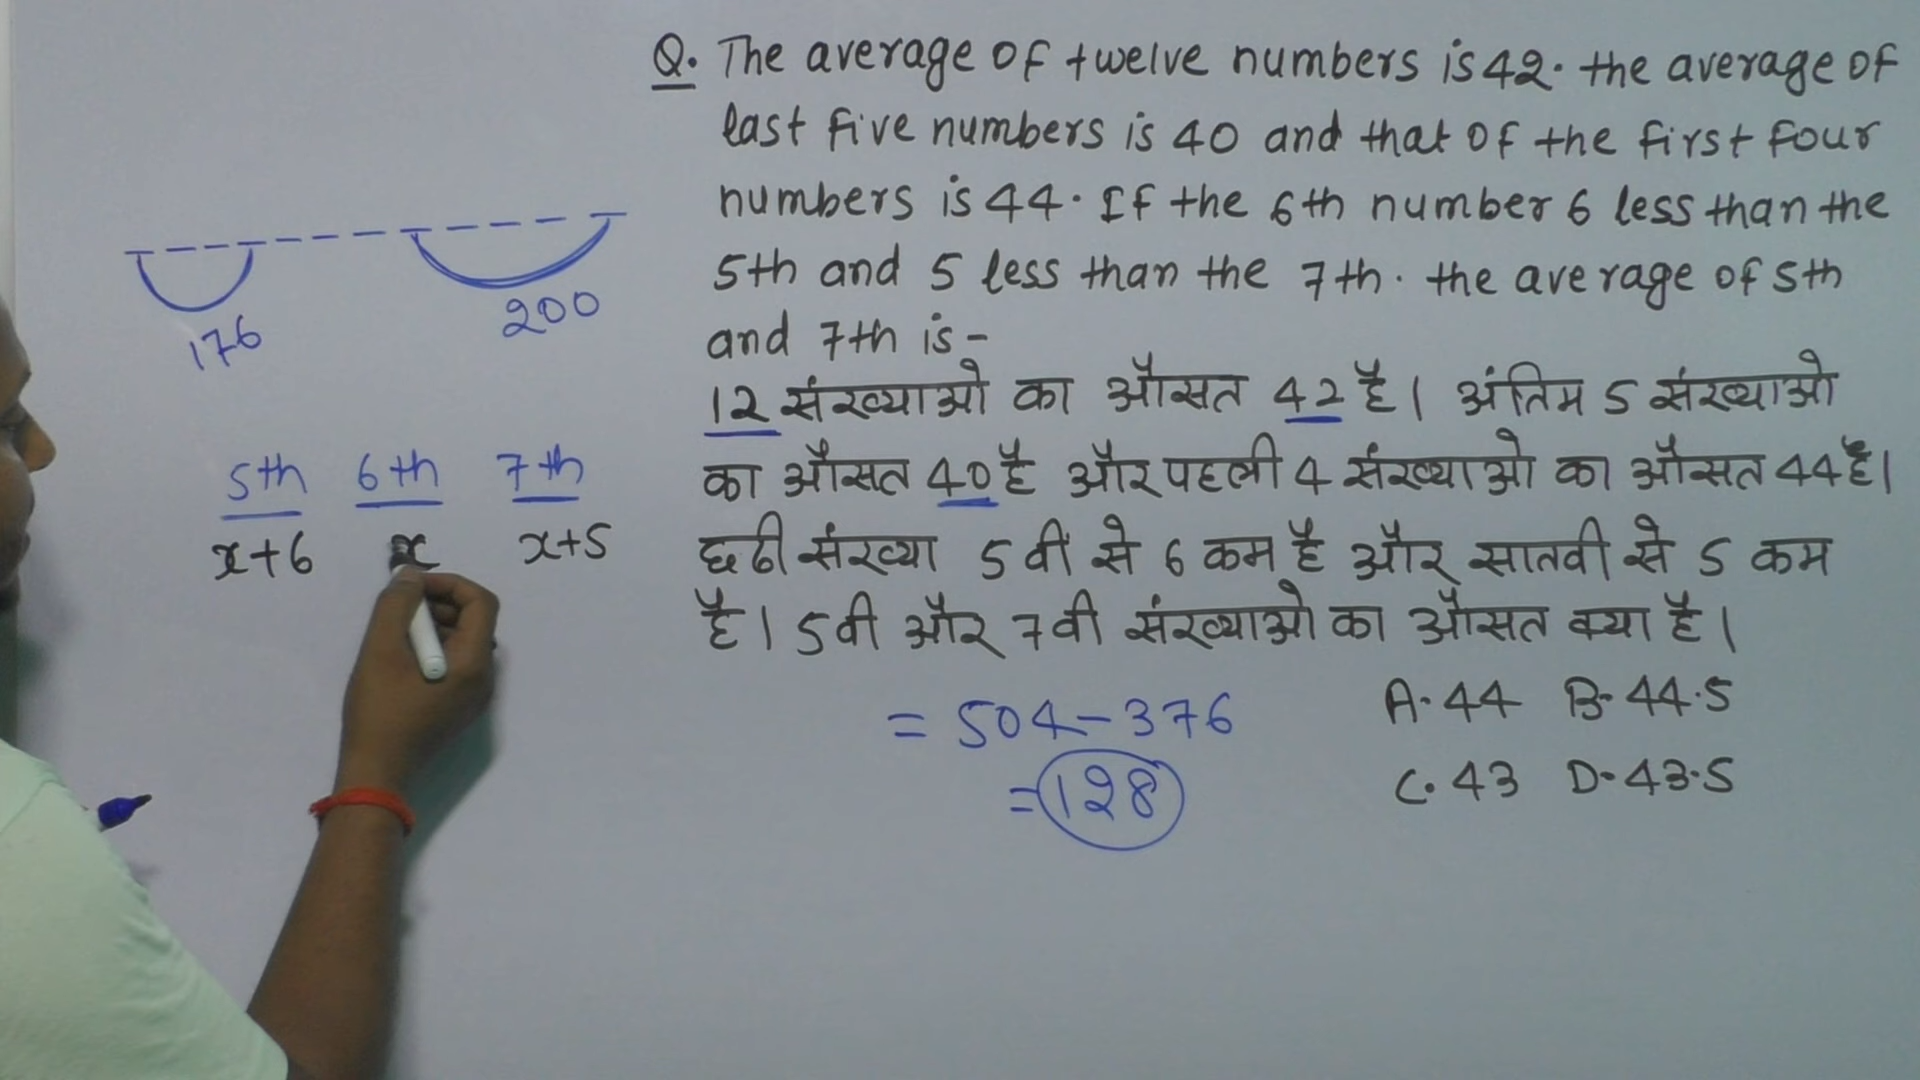 Q. The average of twelve numbers is 42. the average of
last five numbers is 40 and that of the first four
numbers is 44. If the 6th number 6 less than the
5th and 5 less than the 7th. the average of 5th
and 7th is-
12 संख्याओ का औसत 42 है। अंतिम 5 संख्याओ
का औसत 40 है और पहली 4 संख्याओ का औसत 44 है।
छठी संख्या 5 वी से 6 कम है और सातवी से 5 कम
है। 5 वी और 7 वी संख्याओ का औसत क्या है।
A. 44 B. 44.5
C. 43 D. 43.5
= 504-376
= 128
176
200
5th 6th 7th
x+6 x x+5